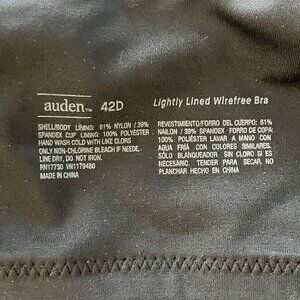 auden™ 42D
Lightly Lined Wirefree Bra
SHELL/BODY LINING: 61% NYLON / 39%
SPANDEX CUP LINING: 100% POLYESTER
HAND WASH COLD WITH LIKE CLORS
ONLY NON-CHLORINE BLEACH IF NEEDED.
LINE DRY, DO NOT IRON.
RN17730 VN1179480
MADE IN CHINA
REVESTIMIENTO/FORRO DEL CUERPO: 61%
NAILON / 39% SPANDEX FORRO DE COPA:
100% POLIÉSTER LAVAR A MANO CON
AGUA FRÍA CON COLORES SIMILARES.
SÓLO BLANQUEADOR SIN CLORO SI ES
NECESARIO. TENDER PARA SECAR, NO
PLANCHAR HECHO EN CHINA